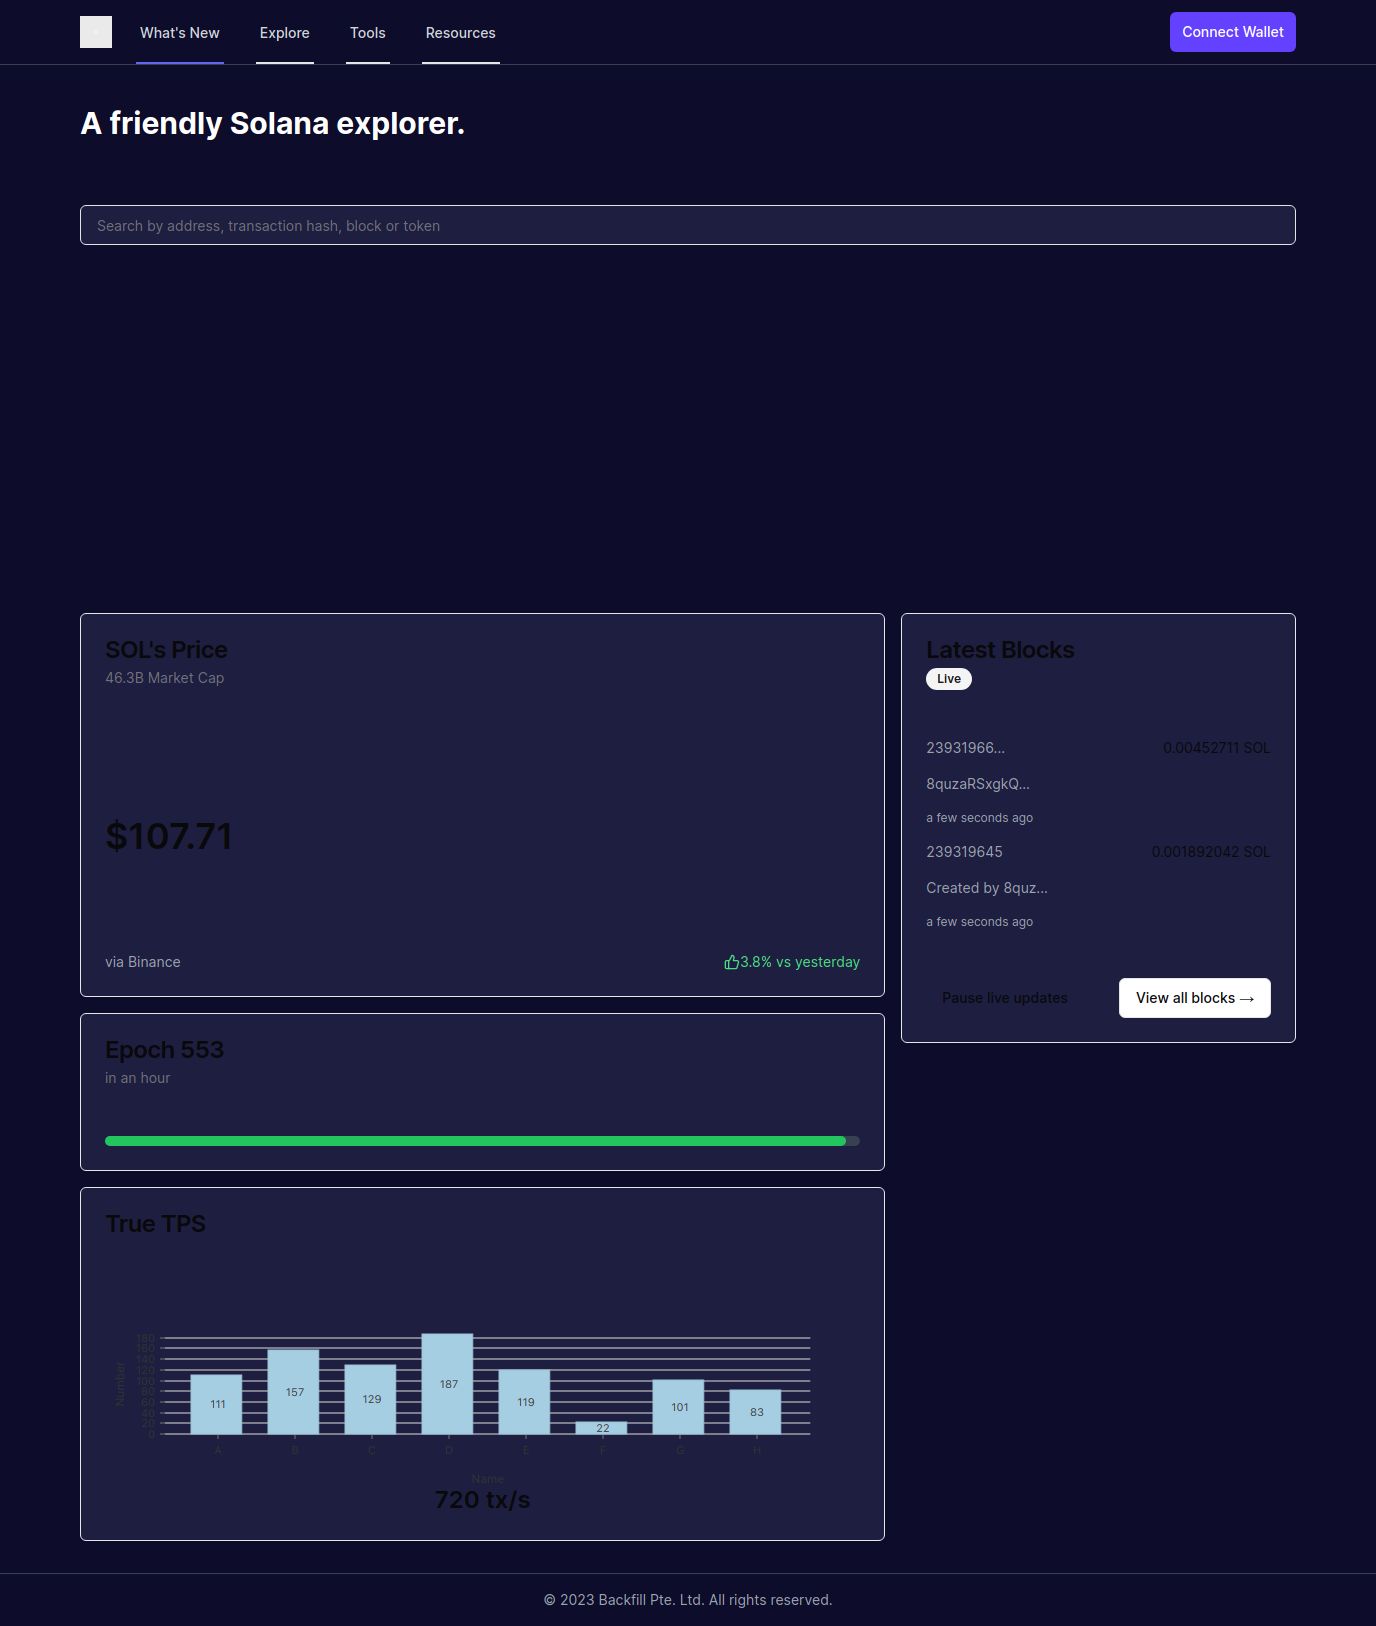 What's New
Explore
Tools
Resources
Connect Wallet
A friendly Solana explorer.
Search by address, transaction hash, block or token
SOL's Price
46.3B Market Cap
$107.71
via Binance
3.8% vs yesterday
Latest Blocks
Live
23931966...
0.00452711 SOL
8quzaRSxgkQ...
a few seconds ago
239319645
0.001892042 SOL
Created by 8quz...
a few seconds ago
Pause live updates
View all blocks →
Epoch 553
in an hour
True TPS
Number
180
160
140
120
100
80
60
40
20
0
111
157
129
187
119
22
101
83
A
B
C
D
E
F
G
H
Name
720 tx/s
© 2023 Backfill Pte. Ltd. All rights reserved.